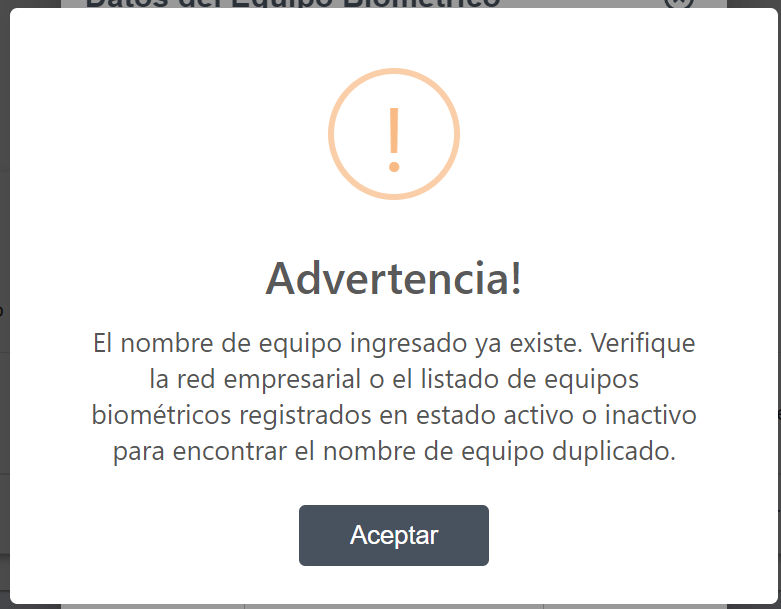 Datos del Equipo Biométrico
!
Advertencia!
El nombre de equipo ingresado ya existe. Verifique
la red empresarial o el listado de equipos
biométricos registrados en estado activo o inactivo
para encontrar el nombre de equipo duplicado.
Aceptar